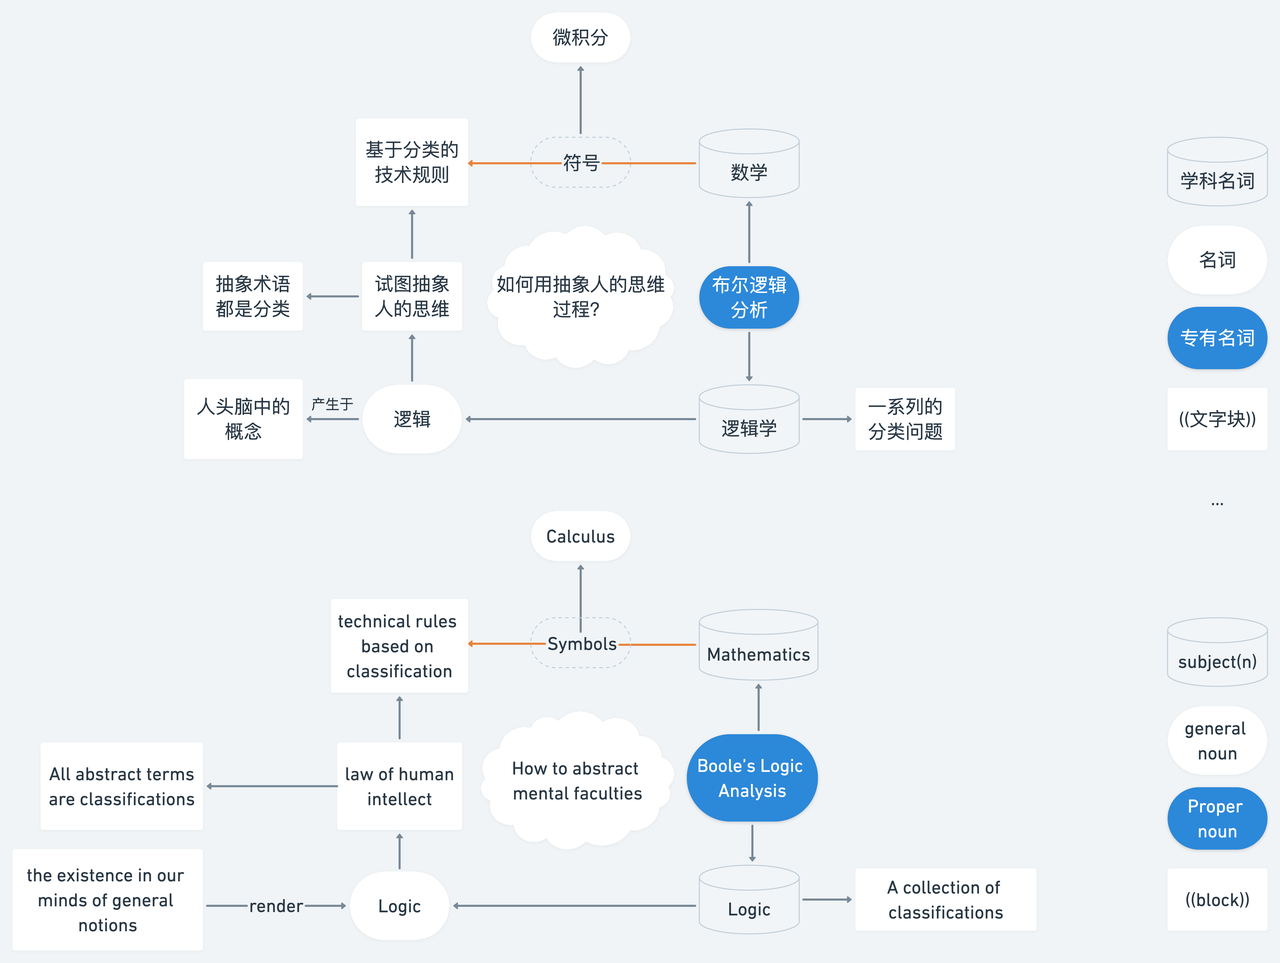 微积分
基于分类的
技术规则
符号
数学
学科名词
抽象术语
都是分类
试图抽象
人的思维
如何用抽象人的思维
过程?
布尔逻辑
分析
名词
专有名词
人头脑中的
概念
产生于
逻辑
逻辑学
一系列的
分类问题
((文字块))
...
Calculus
technical rules
based on
classification
Symbols
Mathematics
subject(n)
All abstract terms
are classifications
law of human
intellect
How to abstract
mental faculties
Boole's Logic
Analysis
general
noun
Proper
noun
the existence in our
minds of general
notions
render
Logic
Logic
A collection of
classifications
((block))